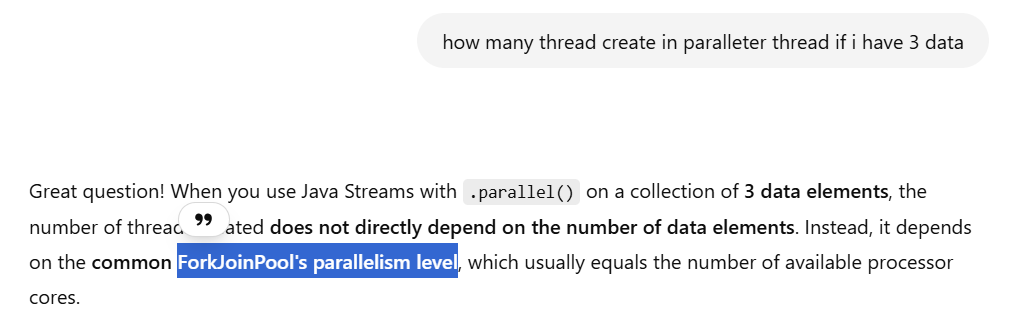 how many thread create in paralleter thread if i have 3 data
Great question! When you use Java Streams with .parallel() on a collection of 3 data elements, the
number of threac ated does not directly depend on the number of data elements. Instead, it depends
on the common ForkJoinPool's parallelism level, which usually equals the number of available processor
cores.